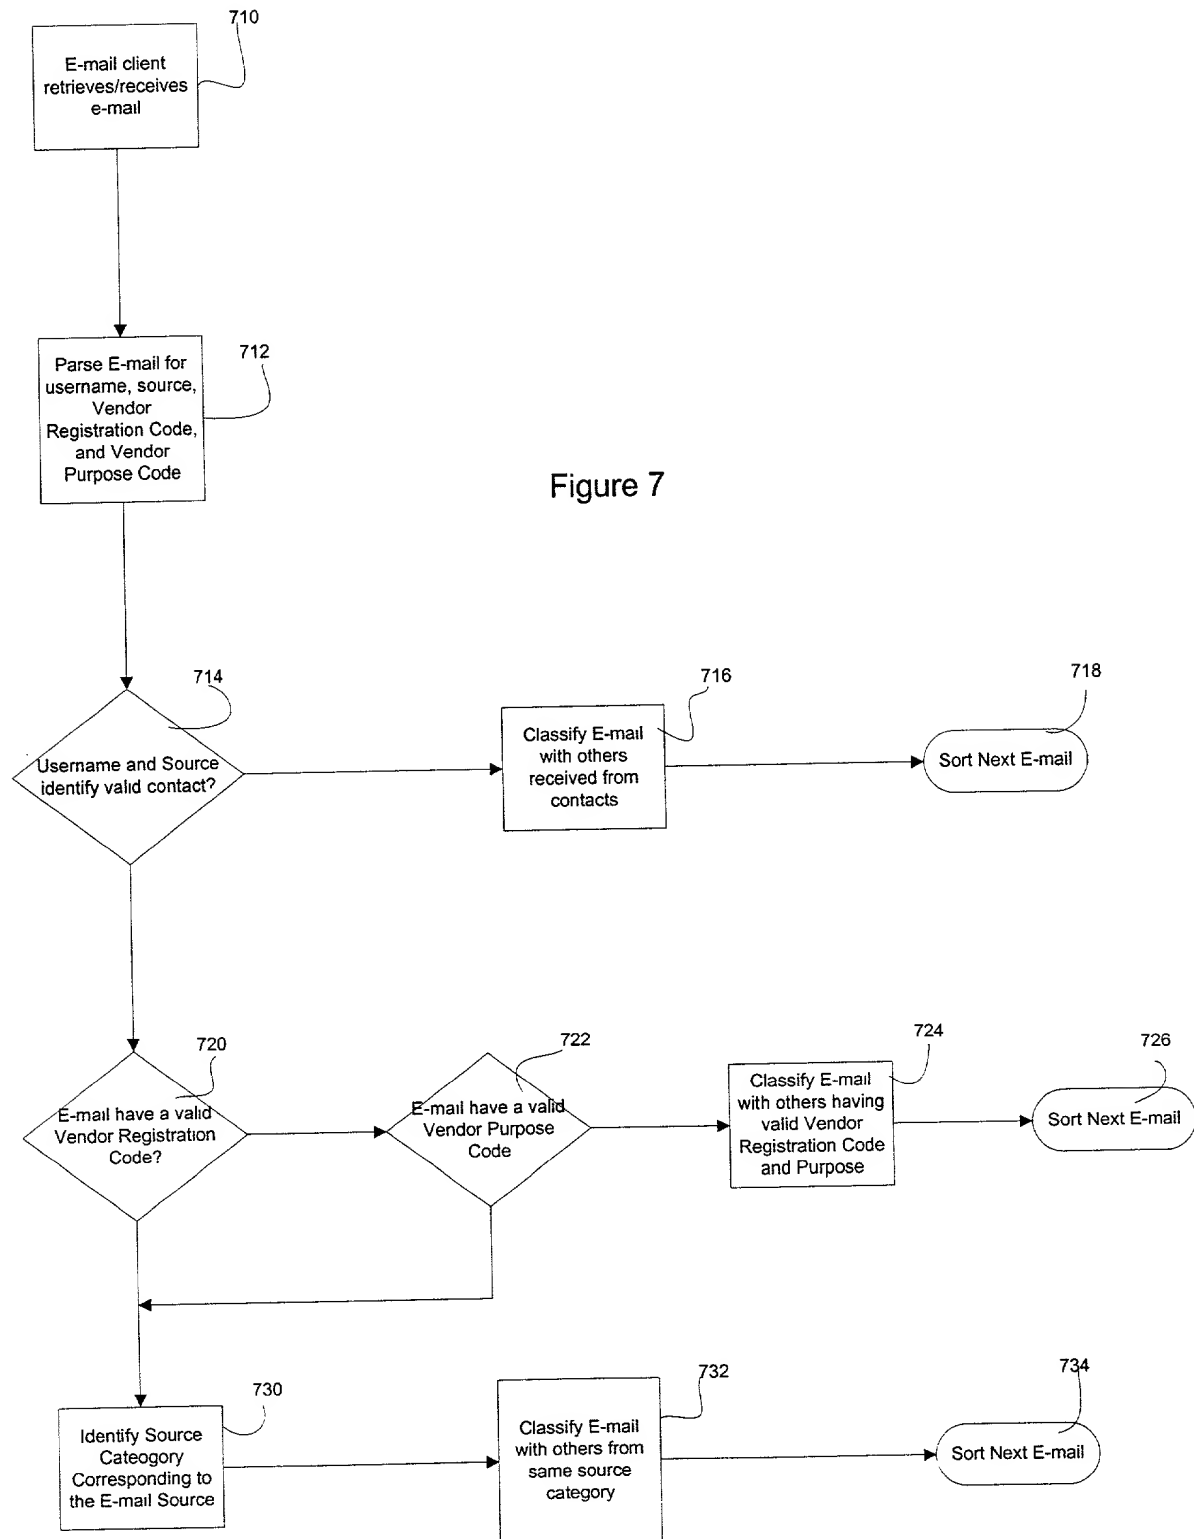 710
E-mail client
retrieves/receives
e-mail
712
Parse E-mail for
username, source,
Vendor
Registration Code,
and Vendor
Purpose Code
Figure 7
714
Username and Source
identify valid contact?
716
Classify E-mail
with others
received from
contacts
718
Sort Next E-mail
720
E-mail have a valid
Vendor Registration
Code?
722
E-mail have a valid
Vendor Purpose
Code
724
Classify E-mail
with others having
valid Vendor
Registration Code
and Purpose
726
Sort Next E-mail
730
Identify Source
Cateogory
Corresponding to
the E-mail Source
732
Classify E-mail
with others from
same source
category
734
Sort Next E-mail